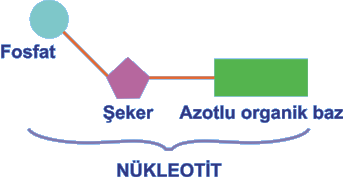 Fosfat
Şeker
Azotlu organik baz
NÜKLEOTİT